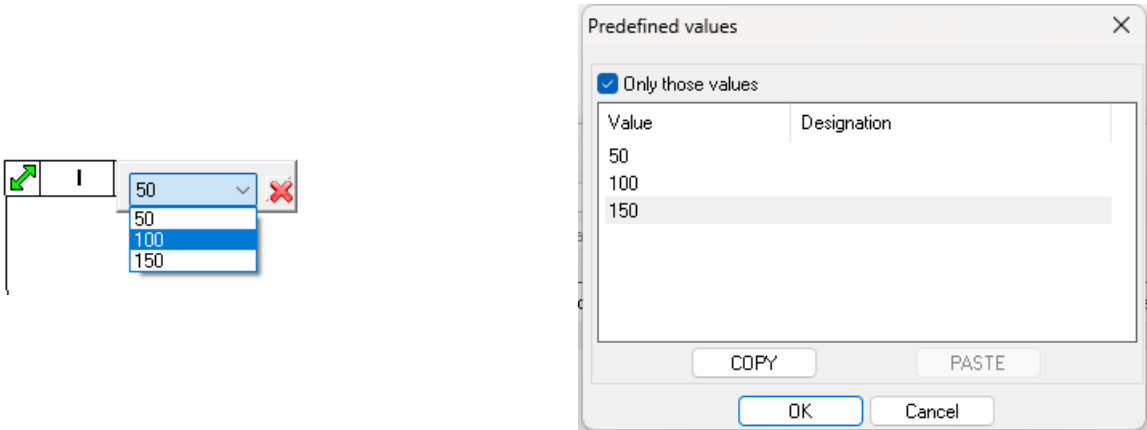 I
50
50
100
150
Predefined values
Only those values
Value Designation
50
100
150
COPY PASTE
OK Cancel